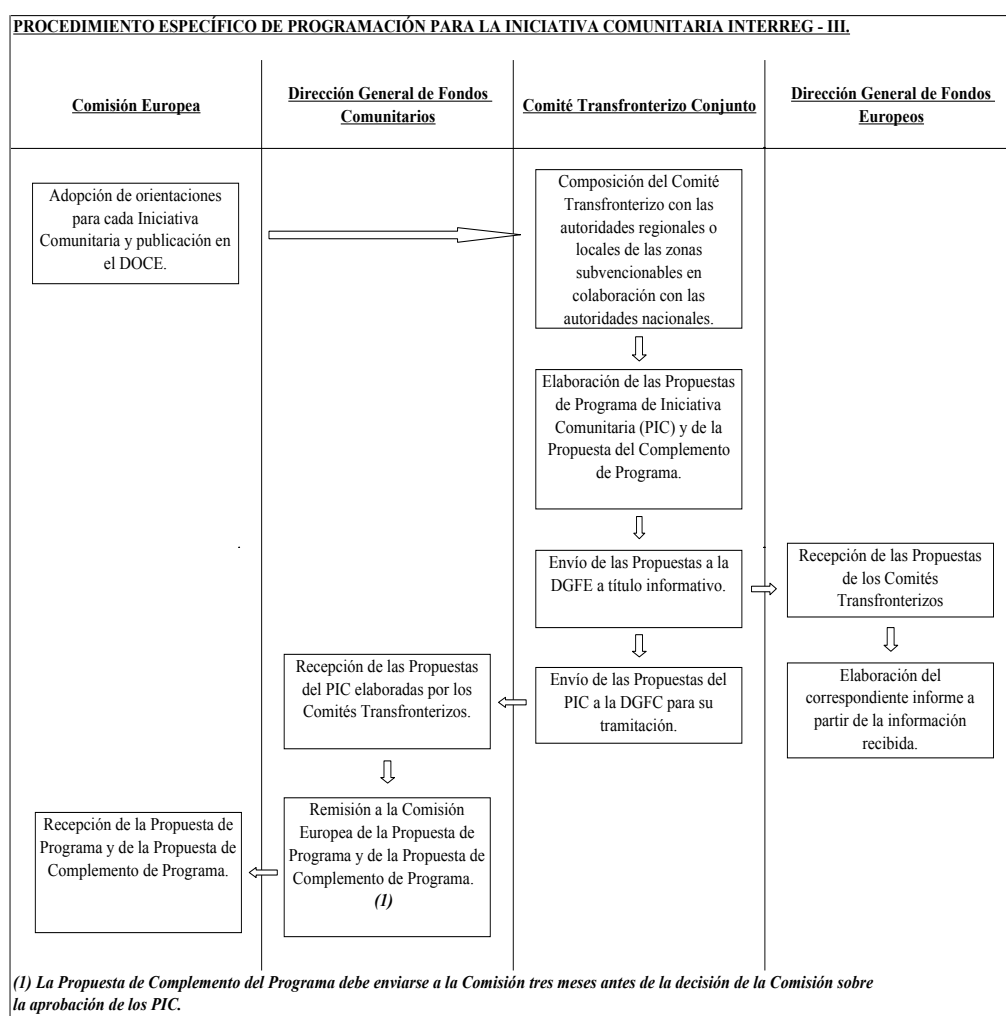 PROCEDIMIENTO ESPECÍFICO DE PROGRAMACIÓN PARA LA INICIATIVA COMUNITARIA INTERREG - III.
Comisión Europea
Dirección General de Fondos
Comunitarios
Comité Transfronterizo Conjunto
Dirección General de Fondos
Europeos
Adopción de orientaciones
para cada Iniciativa
Comunitaria y publicación en
el DOCE.
Composición del Comité
Transfronterizo con las
autoridades regionales o
locales de las zonas
subvencionables en
colaboración con las
autoridades nacionales.
Elaboración de las Propuestas
de Programa de Iniciativa
Comunitaria (PIC) y de la
Propuesta del Complemento
de Programa.
Envío de las Propuestas a la
DGFE a título informativo.
Recepción de las Propuestas
de los Comités
Transfronterizos
Recepción de las Propuestas
del PIC elaboradas por los
Comités Transfronterizos.
Envío de las Propuestas del
PIC a la DGFC para su
tramitación.
Elaboración del
correspondiente informe a
partir de la información
recibida.
Recepción de la Propuesta de
Programa y de la Propuesta de
Complemento de Programa.
Remisión a la Comisión
Europea de la Propuesta de
Programa y de la Propuesta de
Complemento de Programa.
(1)
(1) La Propuesta de Complemento del Programa debe enviarse a la Comisión tres meses antes de la decisión de la Comisión sobre
la aprobación de los PIC.